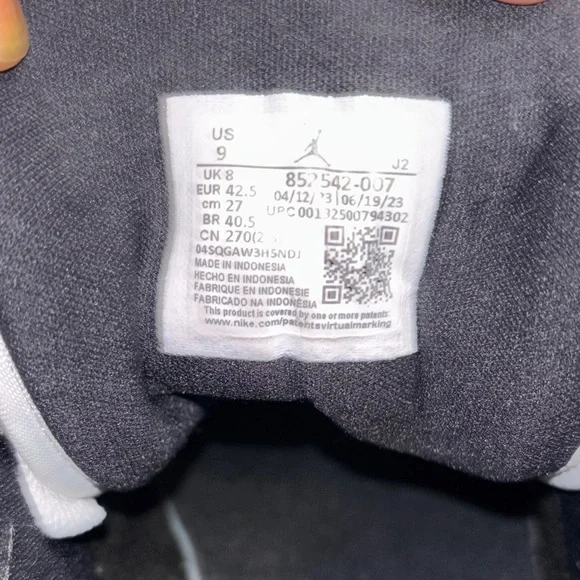 US
9
J2
UK 8
EUR 42.5
cm 27
BR 40.5
CN 270(2
852542-007
04/12/23 06/19/23
UPC 00132500794302
04SQGAW3H5NDJ
MADE IN INDONESIA
HECHO EN INDONESIA
FABRIQUE EN INDONESIE
FABRICADO NA INDONÉSIA
This product is covered by one or more patents
www.nike.com/patentsvirtualmarking